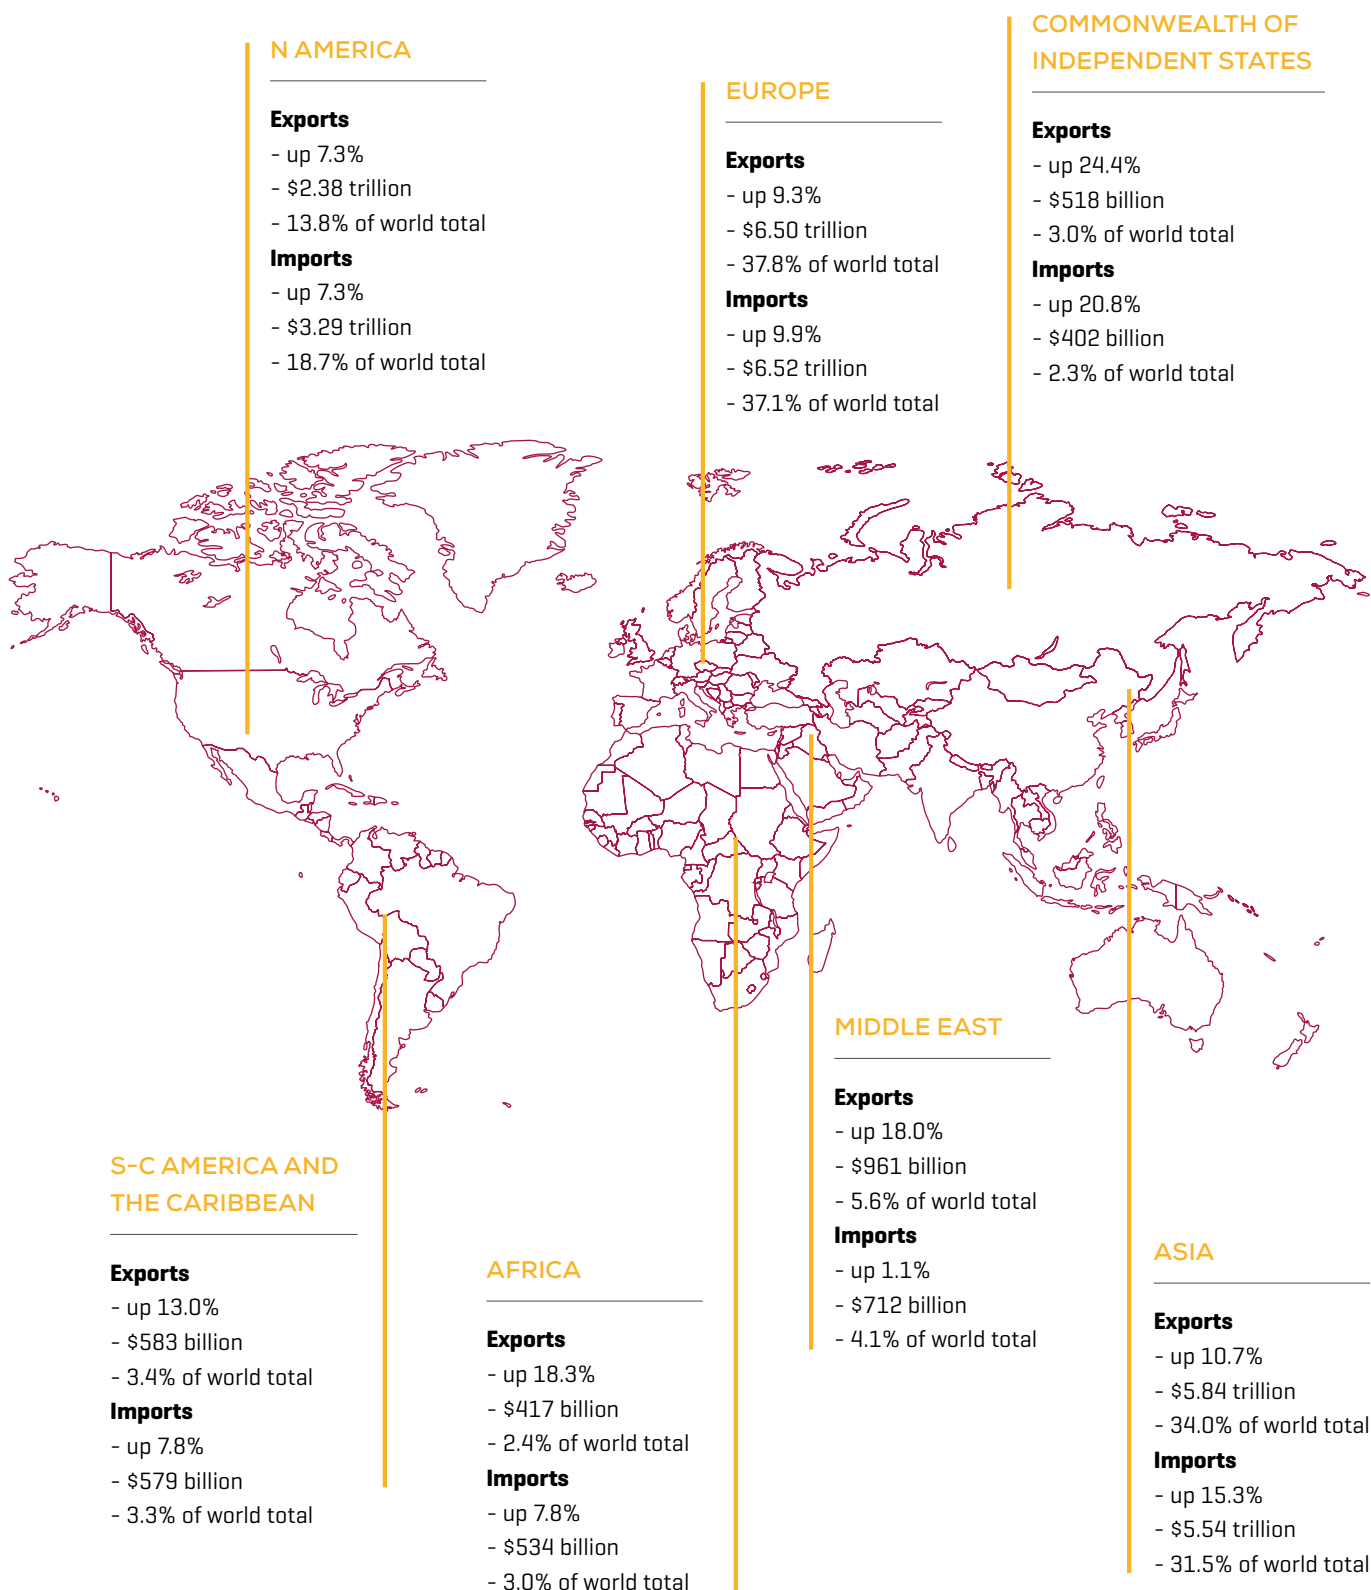 N AMERICA
Exports
- up 7.3%
- $2.38 trillion
- 13.8% of world total
Imports
- up 7.3%
- $3.29 trillion
- 18.7% of world total
EUROPE
Exports
- up 9.3%
- $6.50 trillion
- 37.8% of world total
Imports
- up 9.9%
- $6.52 trillion
- 37.1% of world total
COMMONWEALTH OF
INDEPENDENT STATES
Exports
- up 24.4%
- $518 billion
- 3.0% of world total
Imports
- up 20.8%
- $402 billion
- 2.3% of world total
S-C AMERICA AND
THE CARIBBEAN
Exports
- up 13.0%
- $583 billion
- 3.4% of world total
Imports
- up 7.8%
- $579 billion
- 3.3% of world total
AFRICA
Exports
- up 18.3%
- $417 billion
- 2.4% of world total
Imports
- up 7.8%
- $534 billion
- 3.0% of world total
MIDDLE EAST
Exports
- up 18.0%
- $961 billion
- 5.6% of world total
Imports
- up 1.1%
- $712 billion
- 4.1% of world total
ASIA
Exports
- up 10.7%
- $5.84 trillion
- 34.0% of world total
Imports
- up 15.3%
- $5.54 trillion
- 31.5% of world total